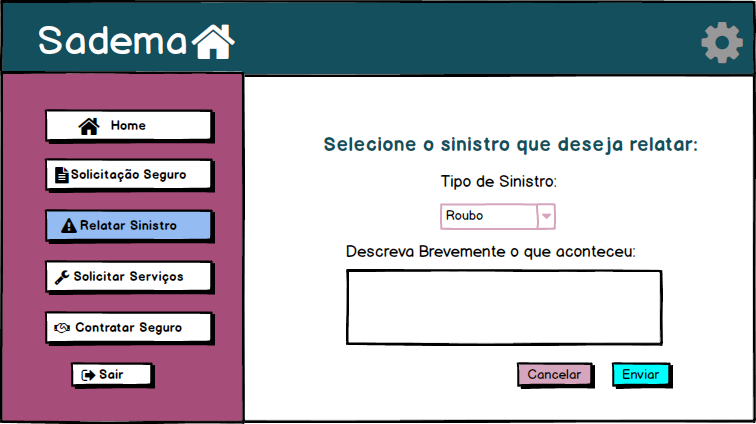 Sadema
Home
Solicitação Seguro
Relatar Sinistro
Solicitar Serviços
Contratar Seguro
Sair
Selecione o sinistro que deseja relatar:
Tipo de Sinistro:
Roubo
Descreva Brevemente o que aconteceu:
Cancelar
Enviar